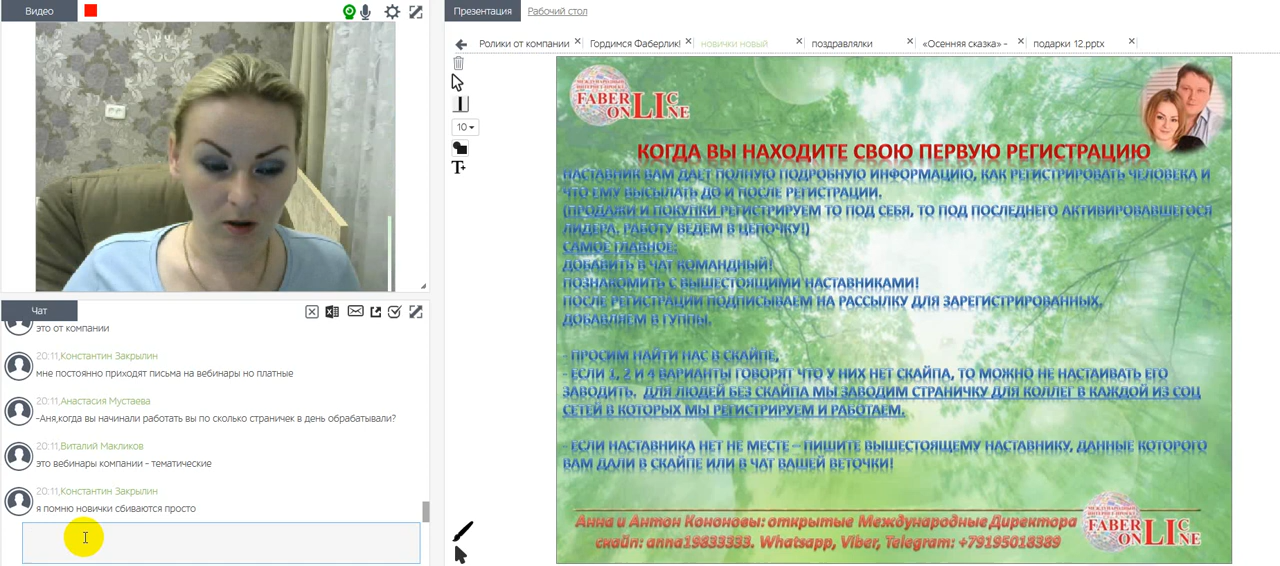 Видео
Презентация
Рабочий стол
Ролики от компании
Гордимся Фаберлик!
новички новый
поздравлялки
«Осенняя сказка» -
подарки 12.pptx
10
T+
МЕЖДУНАРОДНЫЙ
ИНТЕРНЕТ-ПРОЕКТ
FABERLIC
ONLINE
КОГДА ВЫ НАХОДИТЕ СВОЮ ПЕРВУЮ РЕГИСТРАЦИЮ
НАСТАВНИК ВАМ ДАЕТ ПОЛНУЮ ПОДРОБНУЮ ИНФОРМАЦИЮ, КАК РЕГИСТРИРОВАТЬ ЧЕЛОВЕКА И
ЧТО ЕМУ ВЫСЫЛАТЬ ДО И ПОСЛЕ РЕГИСТРАЦИИ.
(ПРОДАЖИ И ПОКУПКИ РЕГИСТРИРУЕМ ТО ПОД СЕБЯ, ТО ПОД ПОСЛЕДНЕГО АКТИВИРОВАВШЕГОСЯ
ЛИДЕРА. РАБОТУ ВЕДЕМ В ЦЕПОЧКУ!)
САМОЕ ГЛАВНОЕ:
ДОБАВИТЬ В ЧАТ КОМАНДНЫЙ!
ПОЗНАКОМИТЬ С ВЫШЕСТОЯЩИМИ НАСТАВНИКАМИ!
ПОСЛЕ РЕГИСТРАЦИИ ПОДПИСЫВАЕМ НА РАССЫЛКУ ДЛЯ ЗАРЕГИСТРИРОВАННЫХ,
ДОБАВЛЯЕМ В ГУППЫ.
- ПРОСИМ НАЙТИ НАС В СКАЙПЕ,
- ЕСЛИ 1, 2 И 4 ВАРИАНТЫ ГОВОРЯТ ЧТО У НИХ НЕТ СКАЙПА, ТО МОЖНО НЕ НАСТАИВАТЬ ЕГО
ЗАВОДИТЬ. ДЛЯ ЛЮДЕЙ БЕЗ СКАЙПА МЫ ЗАВОДИМ СТРАНИЧКУ ДЛЯ КОЛЛЕГ В КАЖДОЙ ИЗ СОЦ
СЕТЕЙ В КОТОРЫХ МЫ РЕГИСТРИРУЕМ И РАБОТАЕМ.
- ЕСЛИ НАСТАВНИКА НЕТ НЕ МЕСТЕ – ПИШИТЕ ВЫШЕСТОЯЩЕМУ НАСТАВНИКУ, ДАННЫЕ КОТОРОГО
ВАМ ДАЛИ В СКАЙПЕ ИЛИ В ЧАТ ВАШЕЙ ВЕТОЧКИ!
Анна и Антон Кононовы: открытые Международные Директора
скайп: anna19833333. Whatsapp, Viber, Telegram: +79195018389
FABERLIC
ONLINE
Чат
это от компании
20:11,Константин Закрылин
мне постоянно приходят письма на вебинары но платные
20:11,Анастасия Мустаева
-Аня,когда вы начинали работать вы по сколько страничек в день обрабатывали?
20:11,Виталий Макликов
это вебинары компании - тематические
20:11,Константин Закрылин
я помню новички сбиваются просто